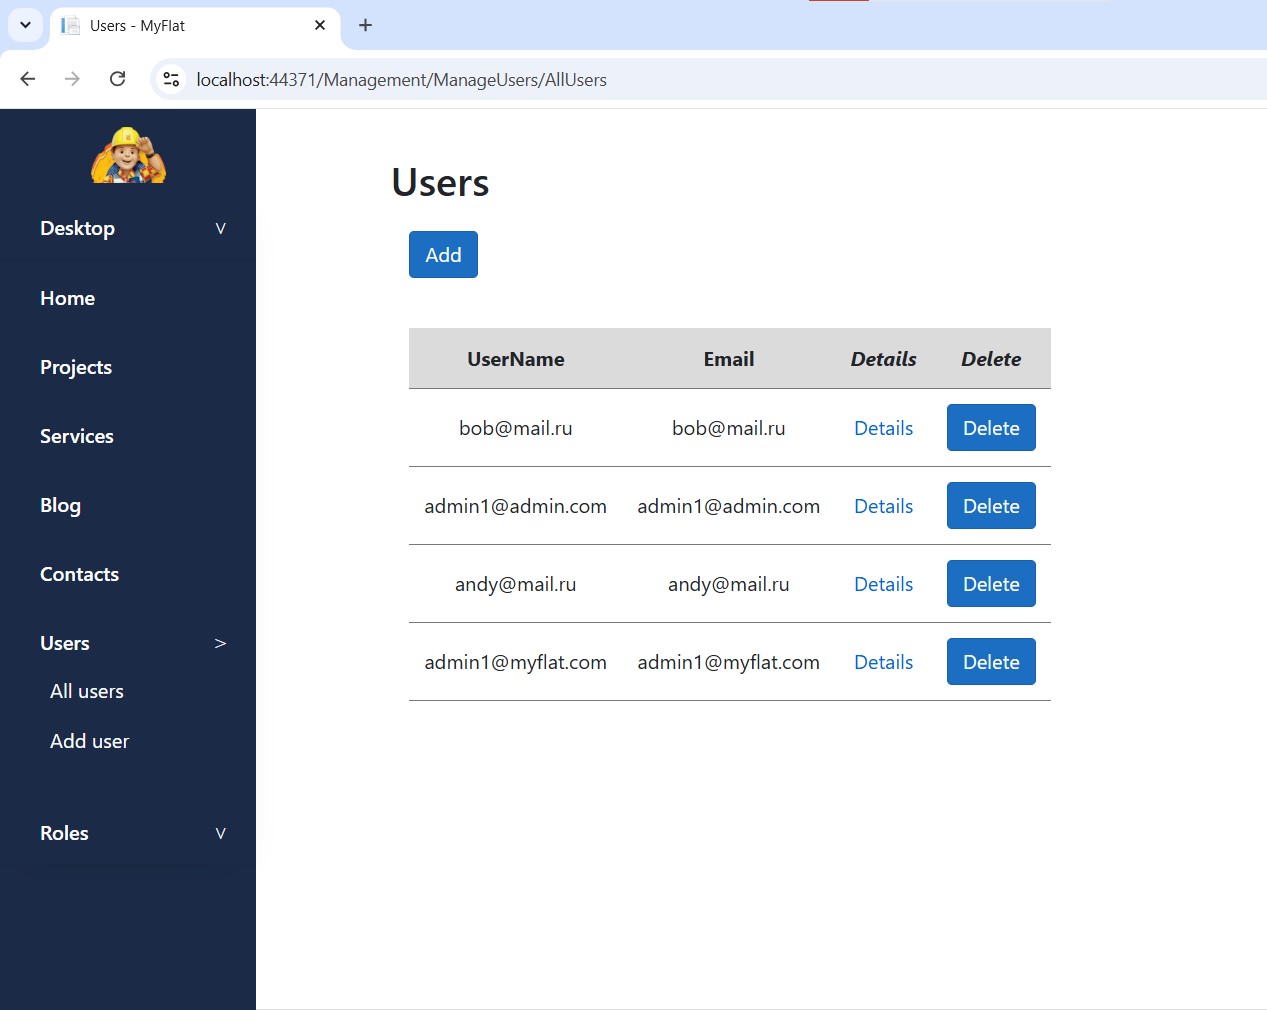 Users - MyFlat
localhost:44371/Management/ManageUsers/AllUsers
Desktop V
Home
Projects
Services
Blog
Contacts
Users >
All users
Add user
Roles V
Users
Add
UserName Email Details Delete
bob@mail.ru bob@mail.ru Details Delete
admin1@admin.com admin1@admin.com Details Delete
andy@mail.ru andy@mail.ru Details Delete
admin1@myflat.com admin1@myflat.com Details Delete